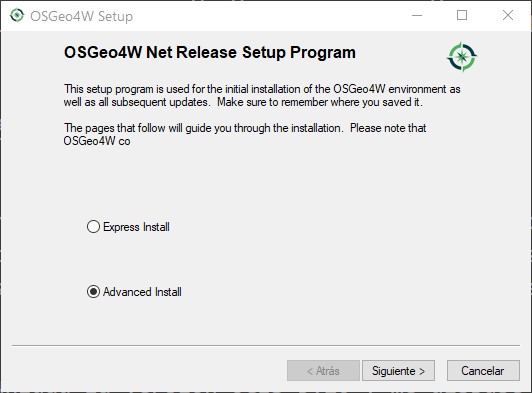 OSGeo4W Setup
OSGeo4W Net Release Setup Program
This setup program is used for the initial installation of the OSGeo4W environment as
well as all subsequent updates.  Make sure to remember where you saved it.
The pages that follow will guide you through the installation.  Please note that
OSGeo4W co
Express Install
Advanced Install
< Atrás
Siguiente >
Cancelar